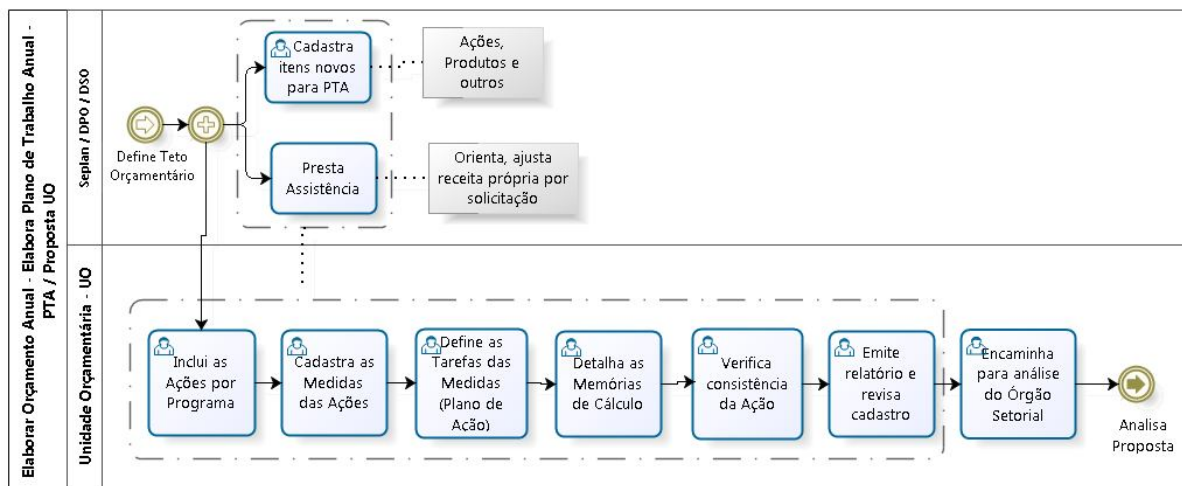 Elaborar Orçamento Anual - Elabora Plano de Trabalho Anual -
PTA / Proposta UO
Seplan / DPO / DSO
Define Teto
Orçamentário
Cadastra
itens novos
para PTA
Ações,
Produtos e
outros
Presta
Assistência
Orienta, ajusta
receita própria por
solicitação
Unidade Orçamentária - UO
Inclui as
Ações por
Programa
Cadastra as
Medidas
das Ações
Define as
Tarefas das
Medidas
(Plano de
Ação)
Detalha as
Memórias
de Cálculo
Verifica
consistência
da Ação
Emite
relatório e
revisa
cadastro
Encaminha
para análise
do Órgão
Setorial
Analisa
Proposta